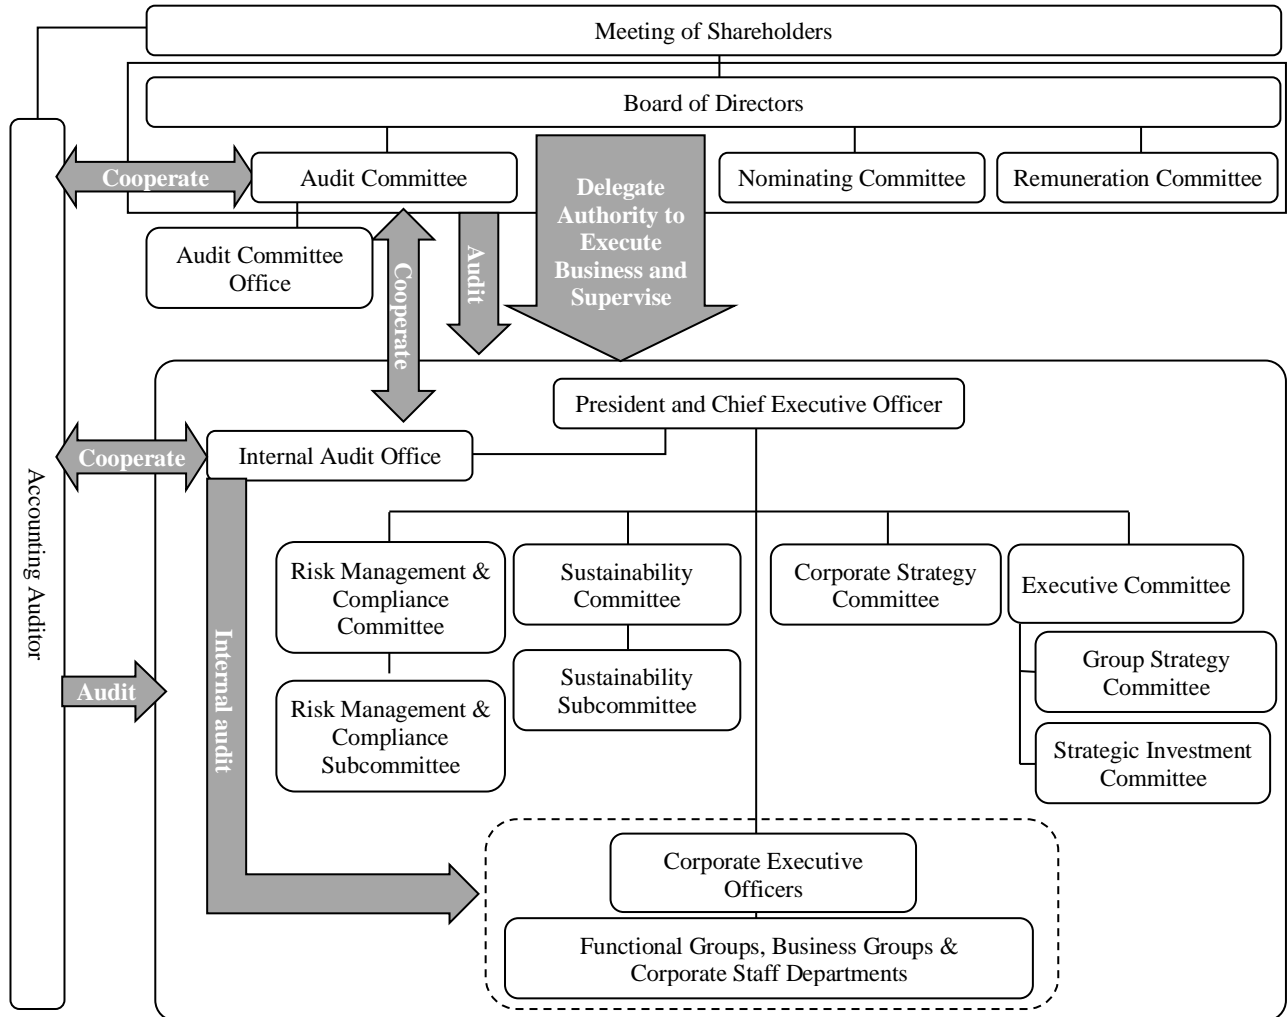 Meeting of Shareholders
Board of Directors
Cooperate
Audit Committee
Delegate
Authority to
Execute
Business and
Supervise
Nominating Committee
Remuneration Committee
Audit Committee
Office
Cooperate
Audit
President and Chief Executive Officer
Cooperate
Internal Audit Office
Accounting Auditor
Risk Management &
Compliance
Committee
Sustainability
Committee
Corporate Strategy
Committee
Executive Committee
Internal audit
Group Strategy
Committee
Audit
Risk Management &
Compliance
Subcommittee
Sustainability
Subcommittee
Strategic Investment
Committee
Corporate Executive
Officers
Functional Groups, Business Groups &
Corporate Staff Departments